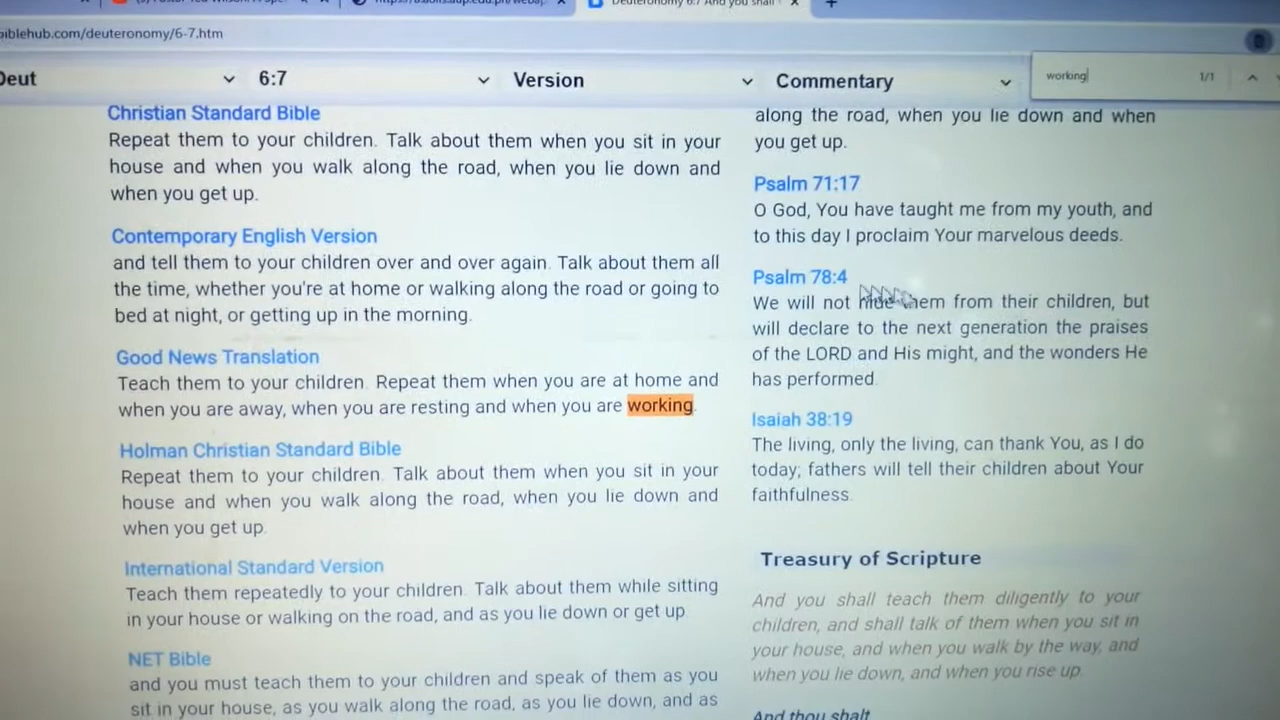 Deuteronomy 6:7 And you shall
biblehub.com/deuteronomy/6-7.htm
Deut 6:7 Version Commentary
working 1/1
Christian Standard Bible
Repeat them to your children. Talk about them when you sit in your
house and when you walk along the road, when you lie down and
when you get up.
Contemporary English Version
and tell them to your children over and over again. Talk about them all
the time, whether you're at home or walking along the road or going to
bed at night, or getting up in the morning.
Good News Translation
Teach them to your children. Repeat them when you are at home and
when you are away, when you are resting and when you are working.
Holman Christian Standard Bible
Repeat them to your children. Talk about them when you sit in your
house and when you walk along the road, when you lie down and
when you get up.
International Standard Version
Teach them repeatedly to your children. Talk about them while sitting
in your house or walking on the road, and as you lie down or get up.
NET Bible
and you must teach them to your children and speak of them as you
sit in your house, as you walk along the road, as you lie down, and as
along the road, when you lie down and when
you get up.
Psalm 71:17
O God, You have taught me from my youth, and
to this day I proclaim Your marvelous deeds.
Psalm 78:4
We will not hide them from their children, but
will declare to the next generation the praises
of the LORD and His might, and the wonders He
has performed.
Isaiah 38:19
The living, only the living, can thank You, as I do
today; fathers will tell their children about Your
faithfulness.
Treasury of Scripture
And you shall teach them diligently to your
children, and shall talk of them when you sit in
your house, and when you walk by the way, and
when you lie down, and when you rise up.
And thou shalt